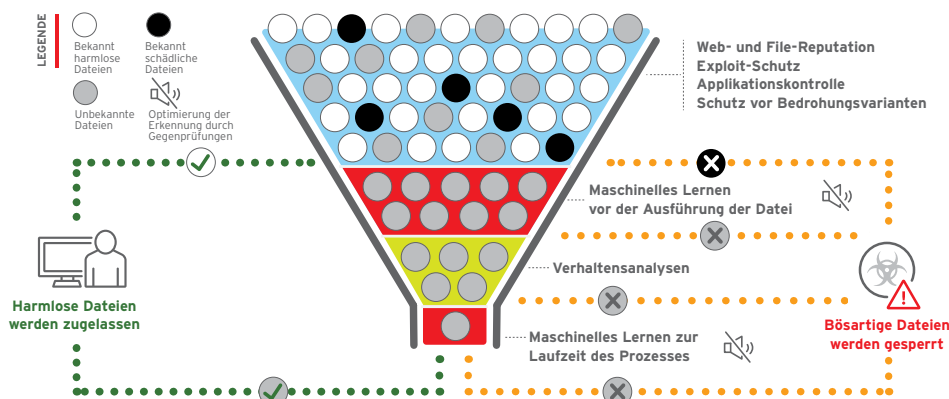 LEGENDE
Bekannt
harmlose
Dateien
Bekannt
schädliche
Dateien
Unbekannte
Dateien
Optimierung der
Erkennung durch
Gegenprüfungen
Web- und File-Reputation
Exploit-Schutz
Applikationskontrolle
Schutz vor Bedrohungsvarianten
Maschinelles Lernen
vor der Ausführung der Datei
Verhaltensanalysen
Maschinelles Lernen zur
Laufzeit des Prozesses
Harmlose Dateien
werden zugelassen
Bösartige Dateien
werden gesperrt